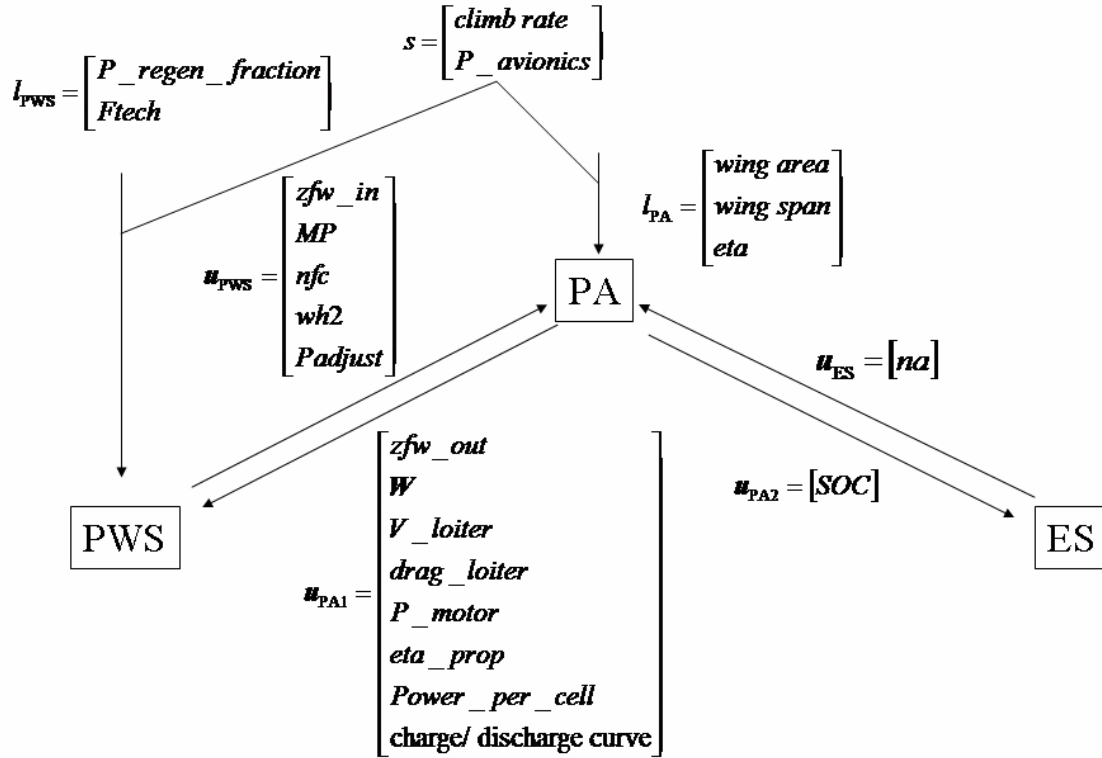 s = [climb rate
P_avionics]
l_PWS = [P_regen_fraction
Ftech]
u_PWS = [zfw_in
MP
nfc
wh2
Padjust]
l_PA = [wing area
wing span
eta]
PA
u_ES = [na]
u_PA2 = [SOC]
PWS
ES
u_PA1 = [zfw_out
W
V_loiter
drag_loiter
P_motor
eta_prop
Power_per_cell
charge/ discharge curve]